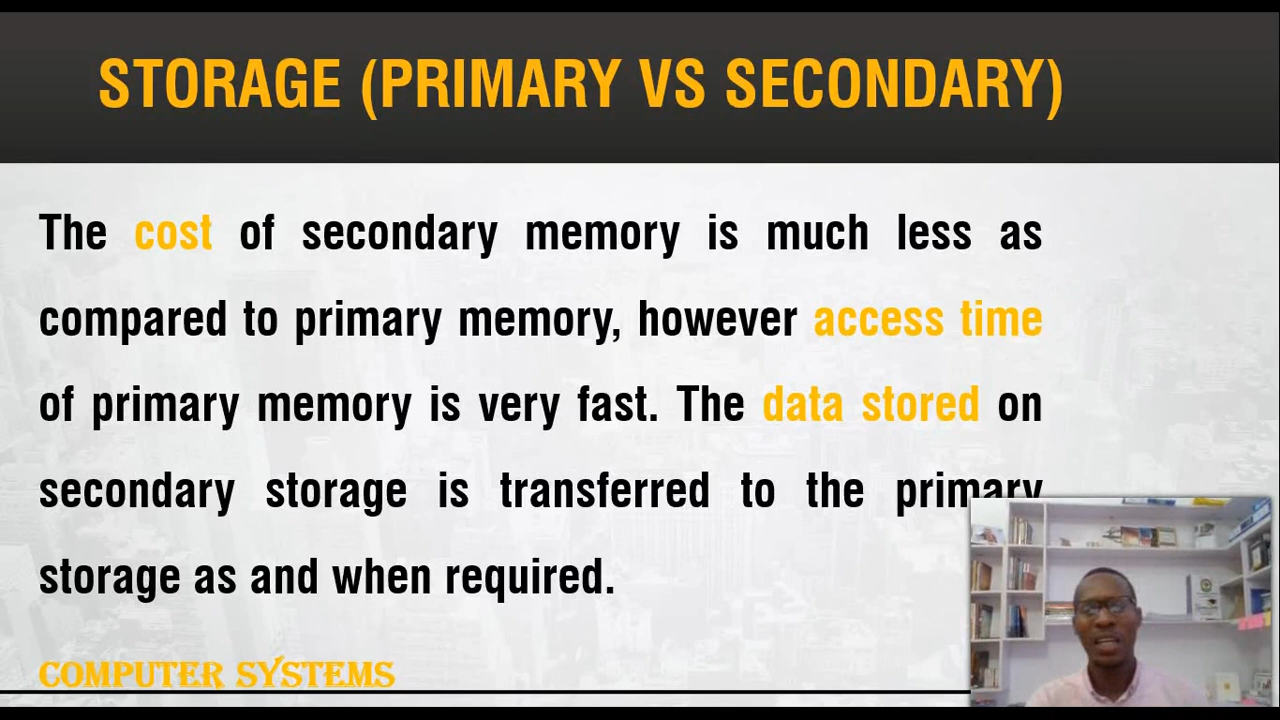 STORAGE (PRIMARY VS SECONDARY)
The cost of secondary memory is much less as
compared to primary memory, however access time
of primary memory is very fast. The data stored on
secondary storage is transferred to the primary
storage as and when required.
COMPUTER SYSTEMS